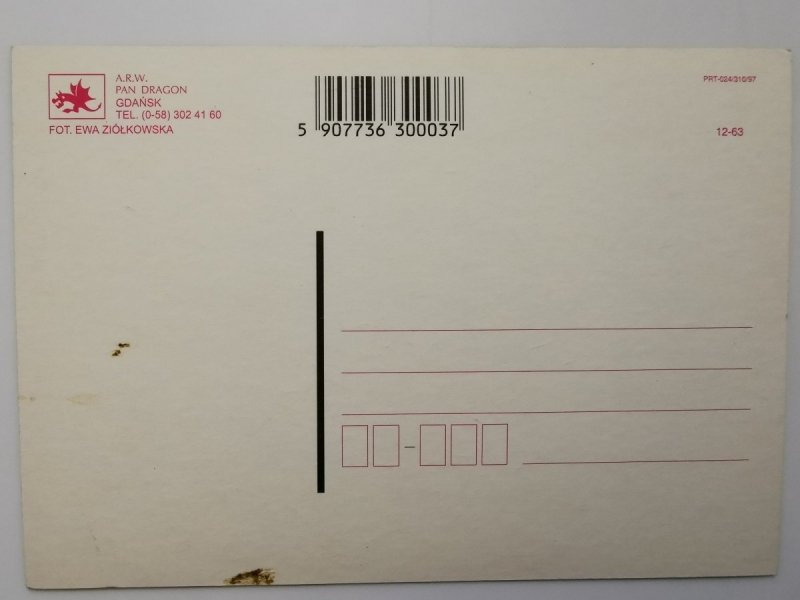 A.R.W.
PAN DRAGON
GDAŃSK
TEL. (0-58) 302 41 60
FOT. EWA ZIÓŁKOWSKA
5 907736 300037
PRT-024/310/97
12-63